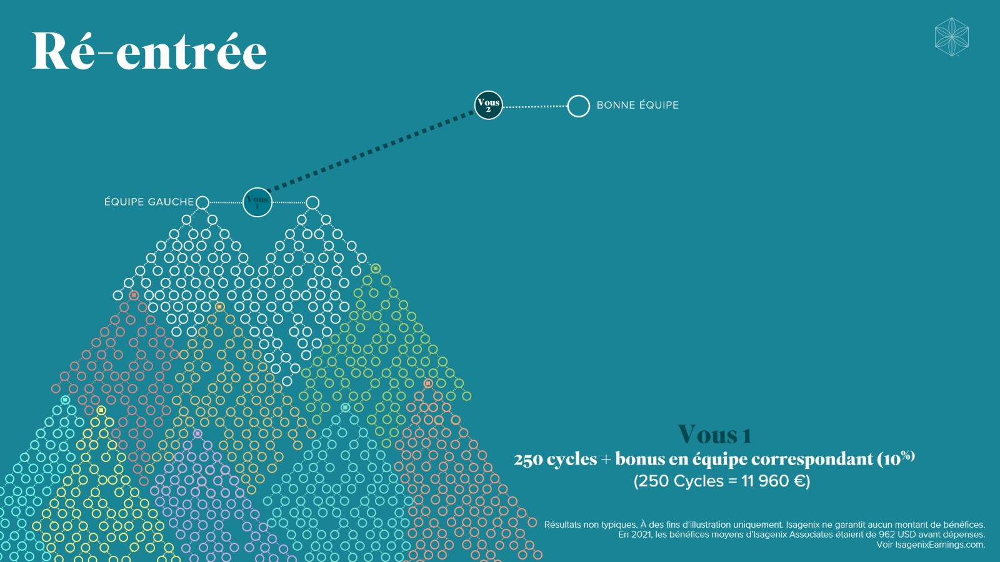 Ré-entrée
Vous
2
BONNE ÉQUIPE
ÉQUIPE GAUCHE
Vous
1
Vous 1
250 cycles + bonus en équipe correspondant (10%)
(250 Cycles = 11 960 €)
Résultats non typiques. À des fins d'illustration uniquement. Isagenix ne garantit aucun montant de bénéfices.
En 2021, les bénéfices moyens d'Isagenix Associates étaient de 962 USD avant dépenses.
Voir IsagenixEarnings.com.